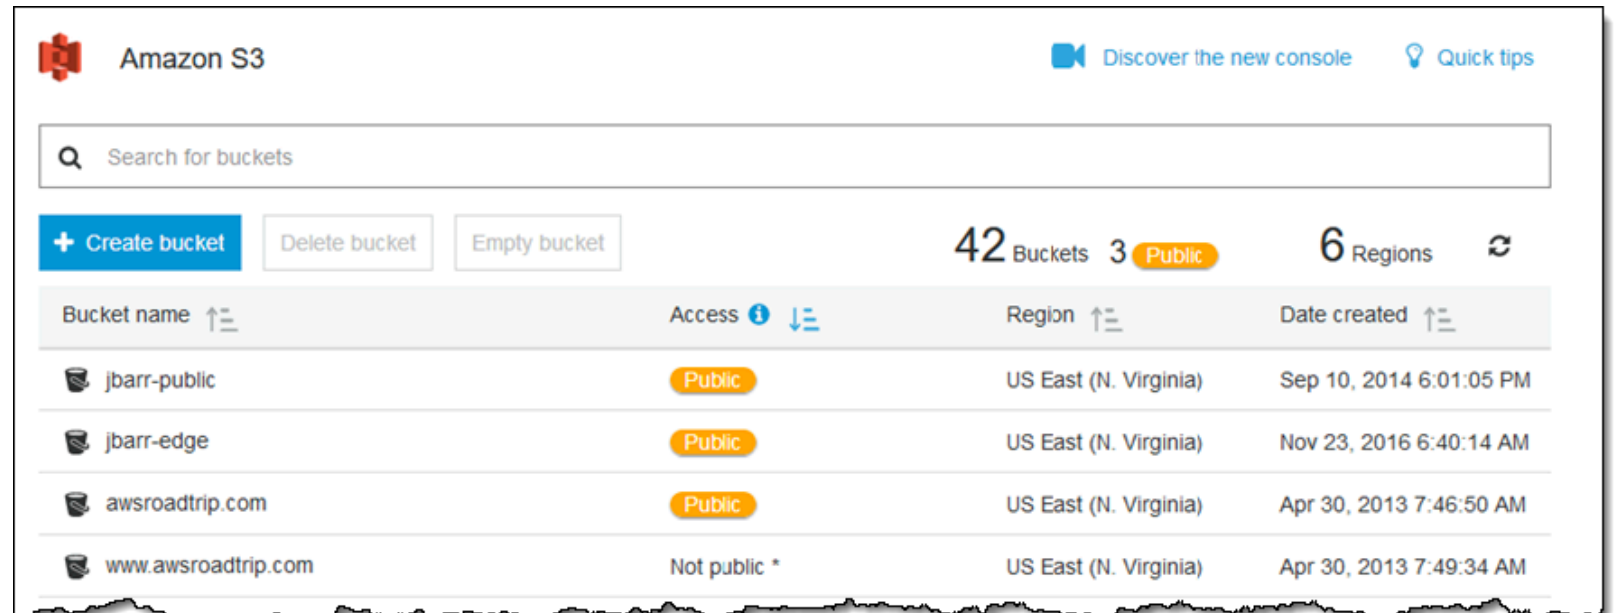 Amazon S3 Discover the new console Quick tips
Search for buckets
+ Create bucket Delete bucket Empty bucket 42 Buckets 3 Public 6 Regions
Bucket name Access Region Date created
jbarr-public Public US East (N. Virginia) Sep 10, 2014 6:01:05 PM
jbarr-edge Public US East (N. Virginia) Nov 23, 2016 6:40:14 AM
awsroadtrip.com Public US East (N. Virginia) Apr 30, 2013 7:46:50 AM
www.awsroadtrip.com Not public * US East (N. Virginia) Apr 30, 2013 7:49:34 AM